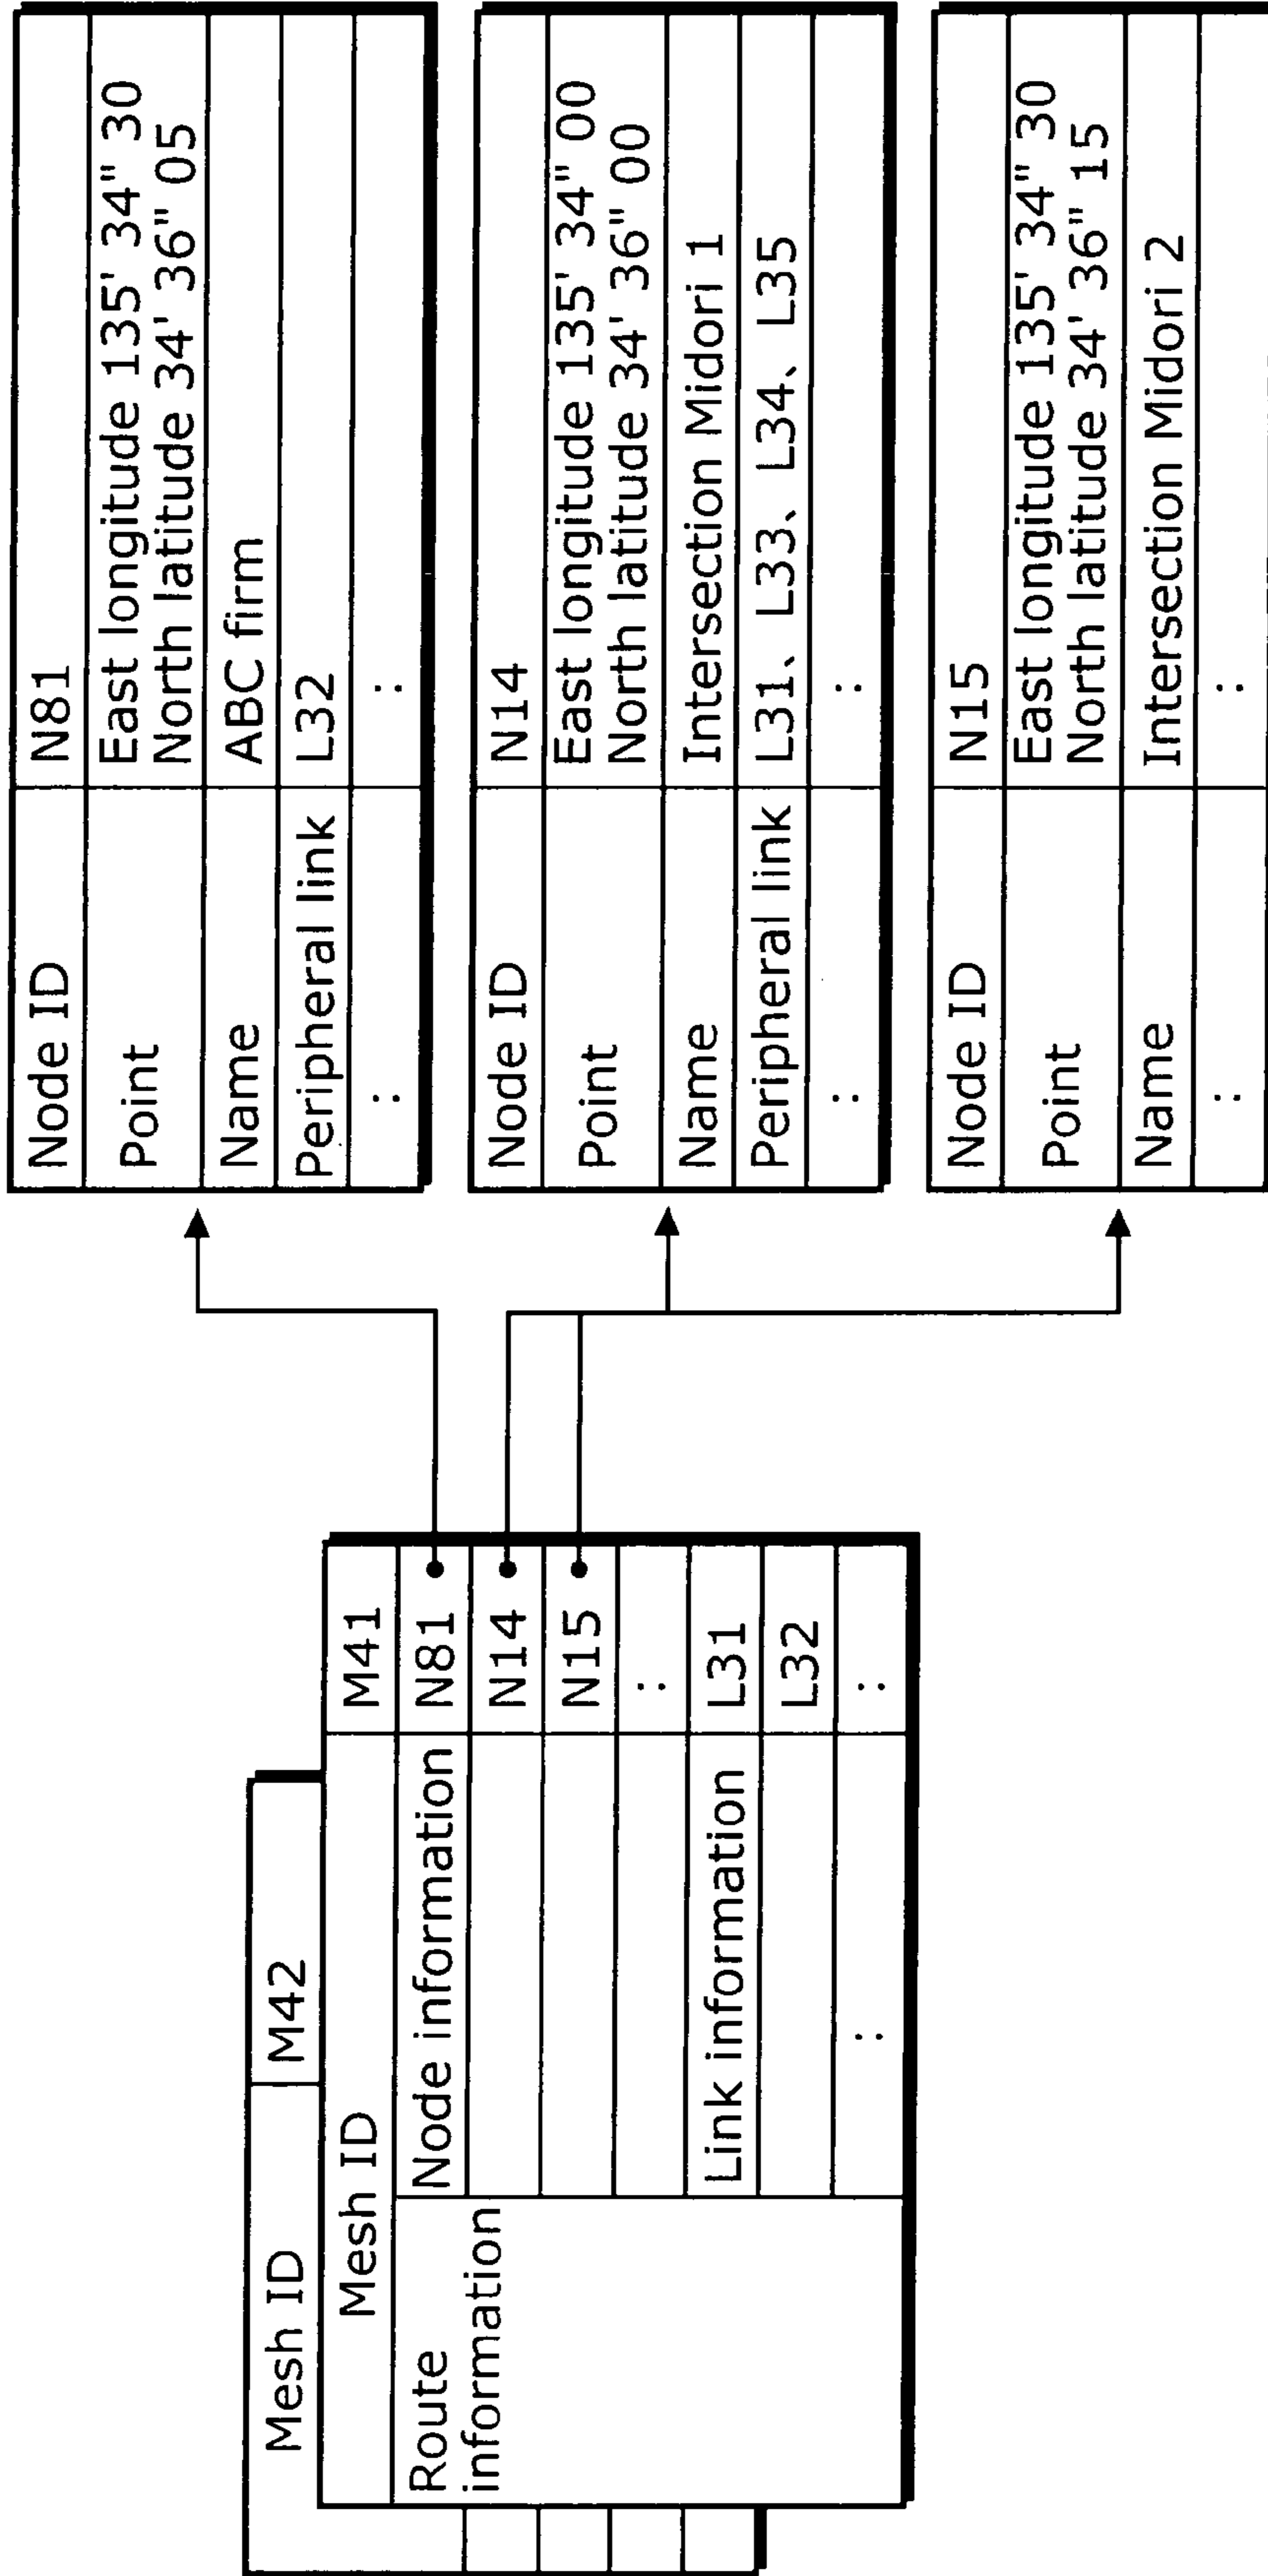 Mesh ID M42
Mesh ID M41
Route
information
Node information N81
N14
N15
: 
Link information L31
L32
: :
Node ID N81
Point East longitude 135' 34" 30
North latitude 34' 36" 05
Name ABC firm
Peripheral link L32
: :
Node ID N14
Point East longitude 135' 34" 00
North latitude 34' 36" 00
Name Intersection Midori 1
Peripheral link L31、L33、L34、L35
: :
Node ID N15
Point East longitude 135' 34" 30
North latitude 34' 36" 15
Name Intersection Midori 2
: :